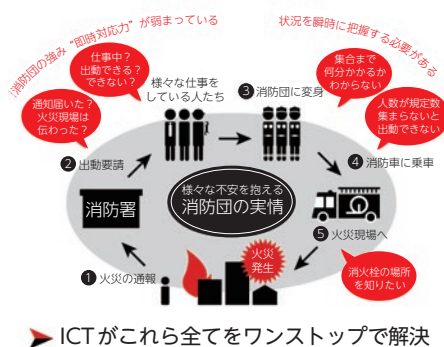 消防団の強み“即時対応力”が弱まっている
状況を瞬時に把握する必要がある
仕事中?
出動できる?
できない?
様々な仕事を
している人たち
❸ 消防団に変身
集合まで
何分かかるか
わからない
通知届いた?
火災現場は
伝わった?
人数が規定数
集まらないと
出動できない
❷ 出動要請
❹ 消防車に乗車
消防署
様々な不安を抱える
消防団の実情
❺ 火災現場へ
火災
発生
❶ 火災の通報
消火栓の場所
を知りたい
➤ ICTがこれら全てをワンストップで解決